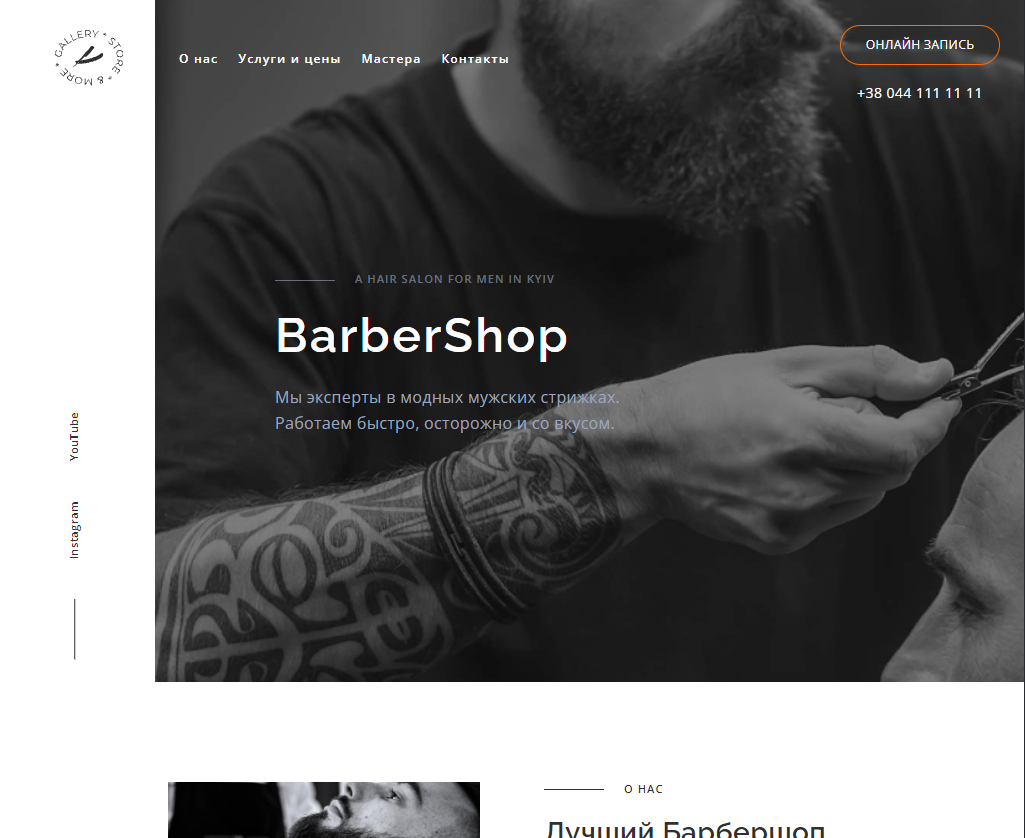 GALLERY * STORE * & MORE *
О нас Услуги и цены Мастера Контакты
ОНЛАЙН ЗАПИСЬ
+38 044 111 11 11
A HAIR SALON FOR MEN IN KYIV
BarberShop
Мы эксперты в модных мужских стрижках.
Работаем быстро, осторожно и со вкусом.
YouTube
Instagram
О НАС
Лучший Барбершоп